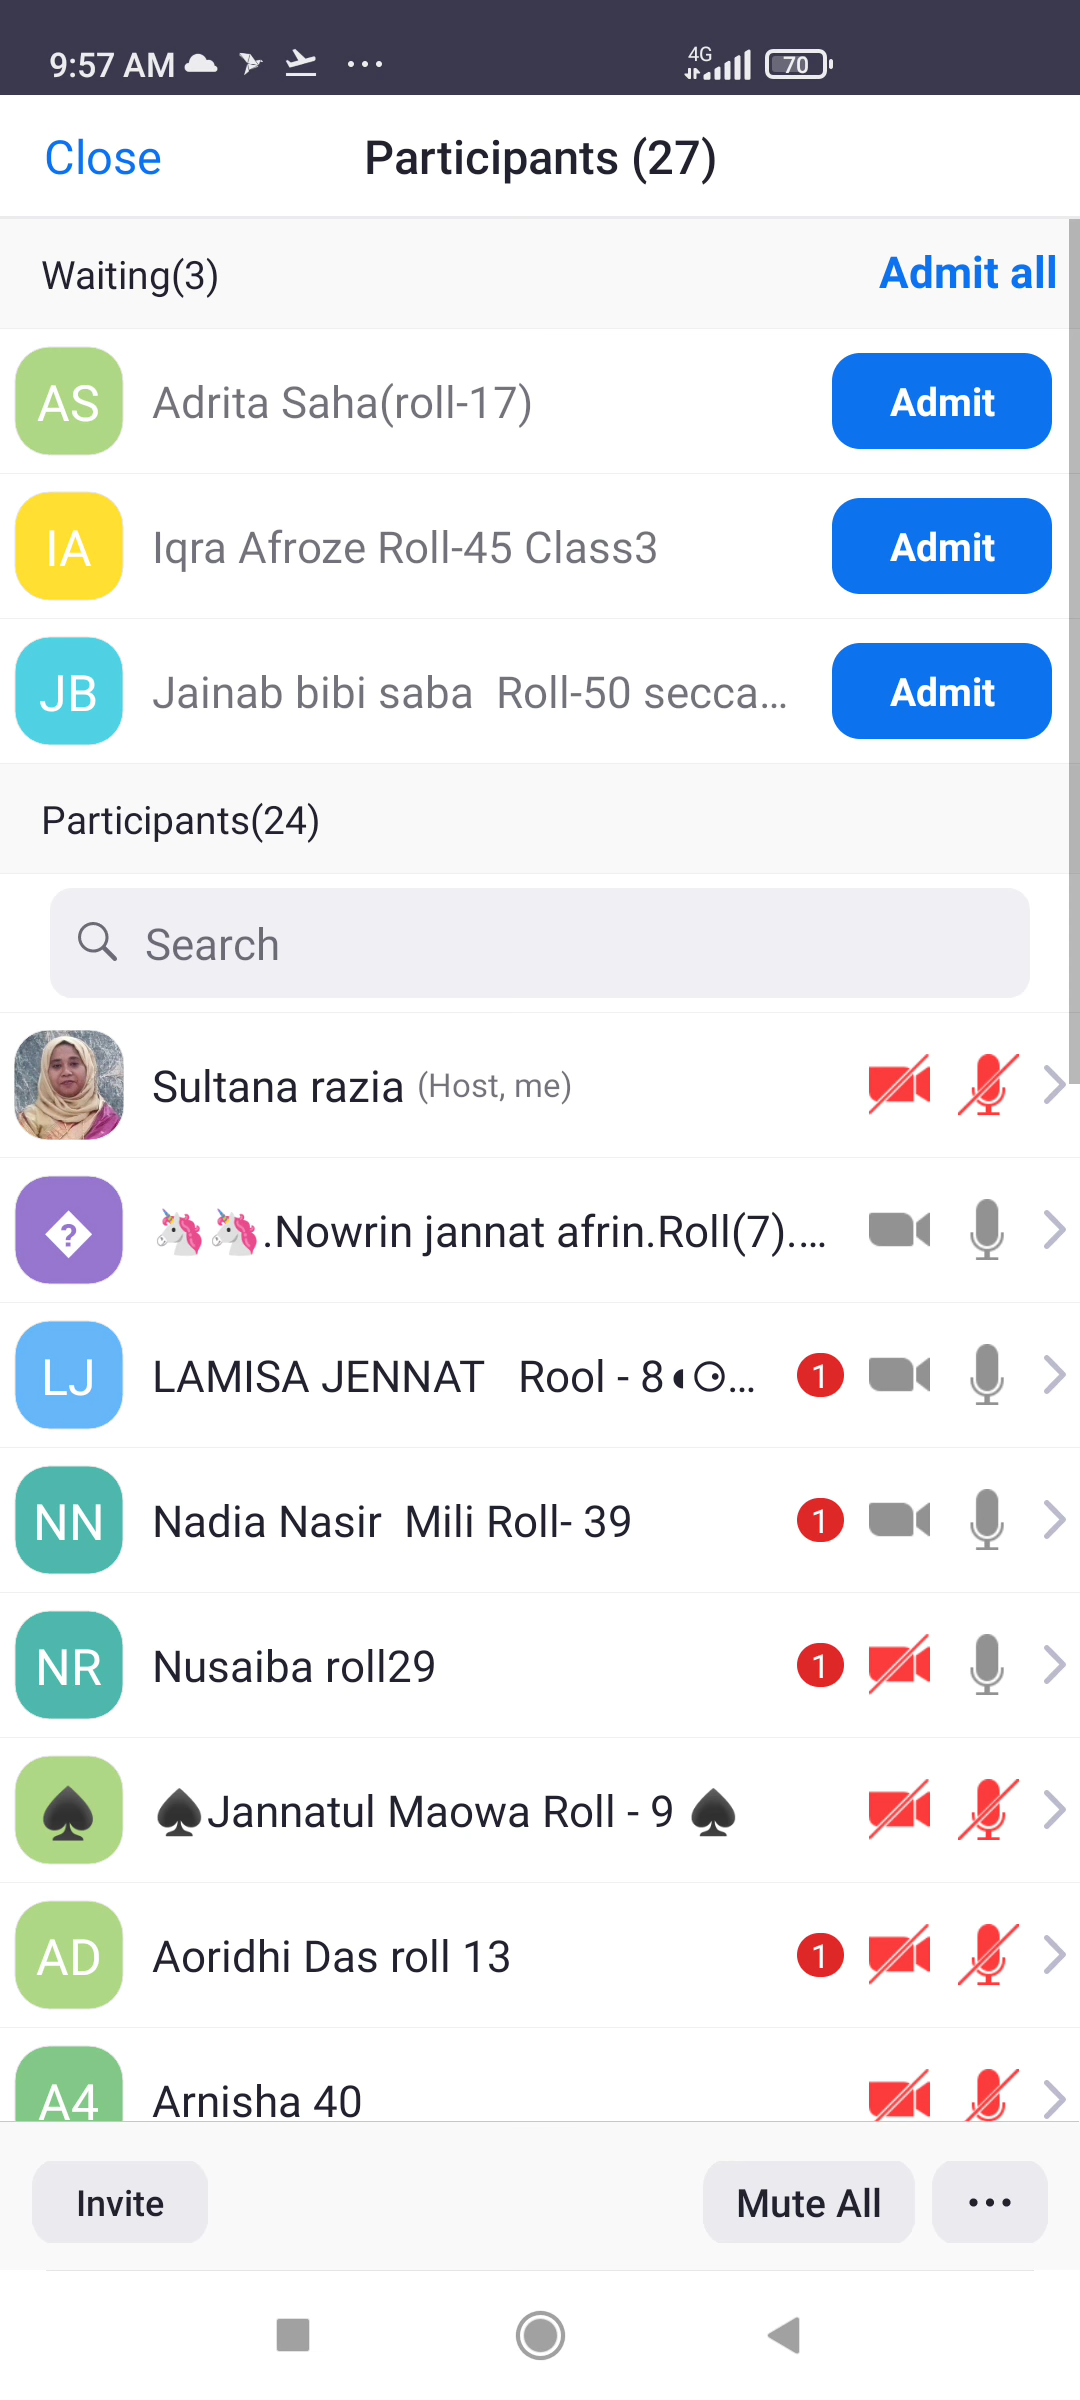 9:57 AM 4G 70
Close Participants (27)
Waiting(3) Admit all
AS Adrita Saha(roll-17) Admit
IA Iqra Afroze Roll-45 Class3 Admit
JB Jainab bibi saba Roll-50 secca... Admit
Participants(24)
Search
Sultana razia (Host, me)
? 🦄🦄.Nowrin jannat afrin.Roll(7)....
LJ LAMISA JENNAT Rool - 8◖⊙... 1
NN Nadia Nasir Mili Roll- 39 1
NR Nusaiba roll29 1
♠ ♠Jannatul Maowa Roll - 9 ♠
AD Aoridhi Das roll 13 1
A4 Arnisha 40
Invite Mute All ...